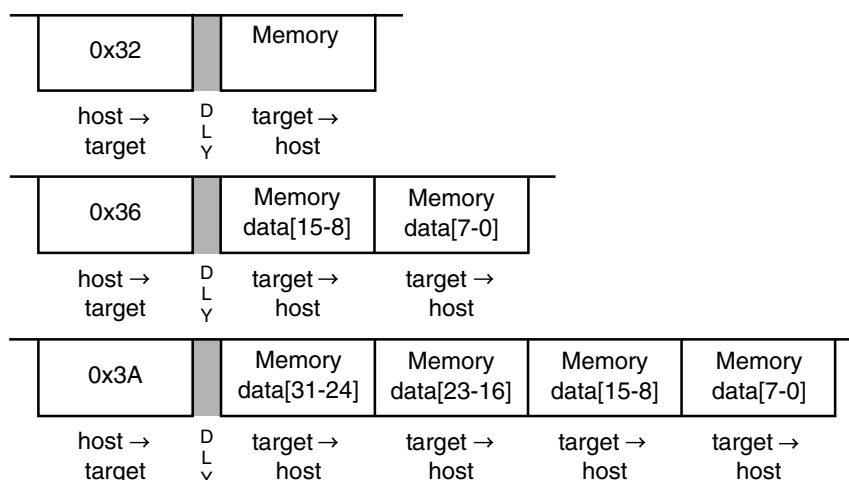 0x32
Memory
host →
target
D
L
Y
target →
host
0x36
Memory
data[15-8]
Memory
data[7-0]
host →
target
D
L
Y
target →
host
target →
host
0x3A
Memory
data[31-24]
Memory
data[23-16]
Memory
data[15-8]
Memory
data[7-0]
host →
target
D
L
Y
target →
host
target →
host
target →
host
target →
host